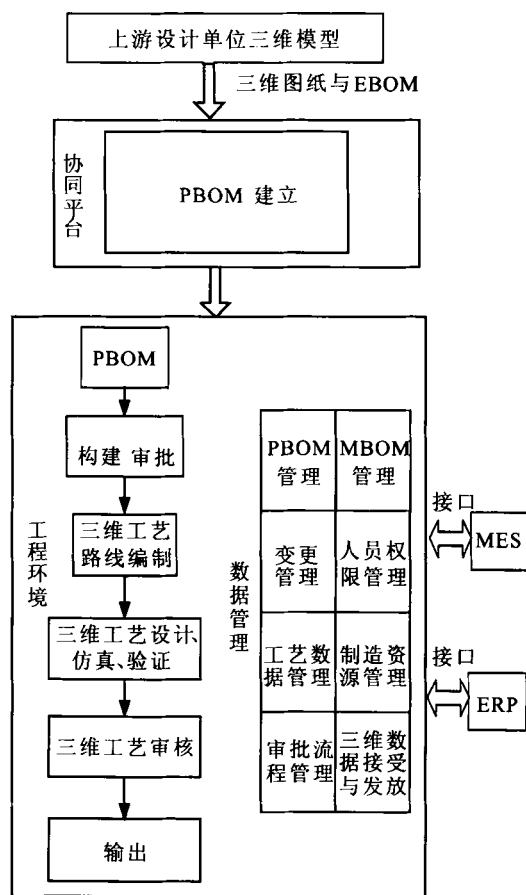 上游设计单位三维模型
三维图纸与EBOM
协同平台
PBOM 建立
工程环境
PBOM
构建 审批
三维工艺
路线编制
三维工艺设计、
仿真、验证
三维工艺审核
输出
数据管理
PBOM
管理
MBOM
管理
变更
管理
人员权
限管理
工艺数
据管理
制造资
源管理
审批流
程管理
三维数
据接受
与发放
接口
MES
接口
ERP